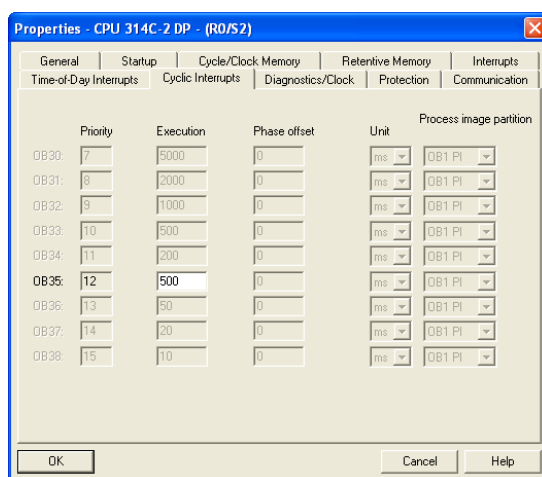 Properties - CPU 314C-2 DP - (R0/S2)
General Startup Cycle/Clock Memory Retentive Memory Interrupts
Time-of-Day Interrupts Cyclic Interrupts Diagnostics/Clock Protection Communication
Process image partition
Priority Execution Phase offset Unit
OB30: 7 5000 0 ms OB1 PI
OB31: 8 2000 0 ms OB1 PI
OB32: 9 1000 0 ms OB1 PI
OB33: 10 500 0 ms OB1 PI
OB34: 11 200 0 ms OB1 PI
OB35: 12 500 0 ms OB1 PI
OB36: 13 50 0 ms OB1 PI
OB37: 14 20 0 ms OB1 PI
OB38: 15 10 0 ms OB1 PI
OK Cancel Help